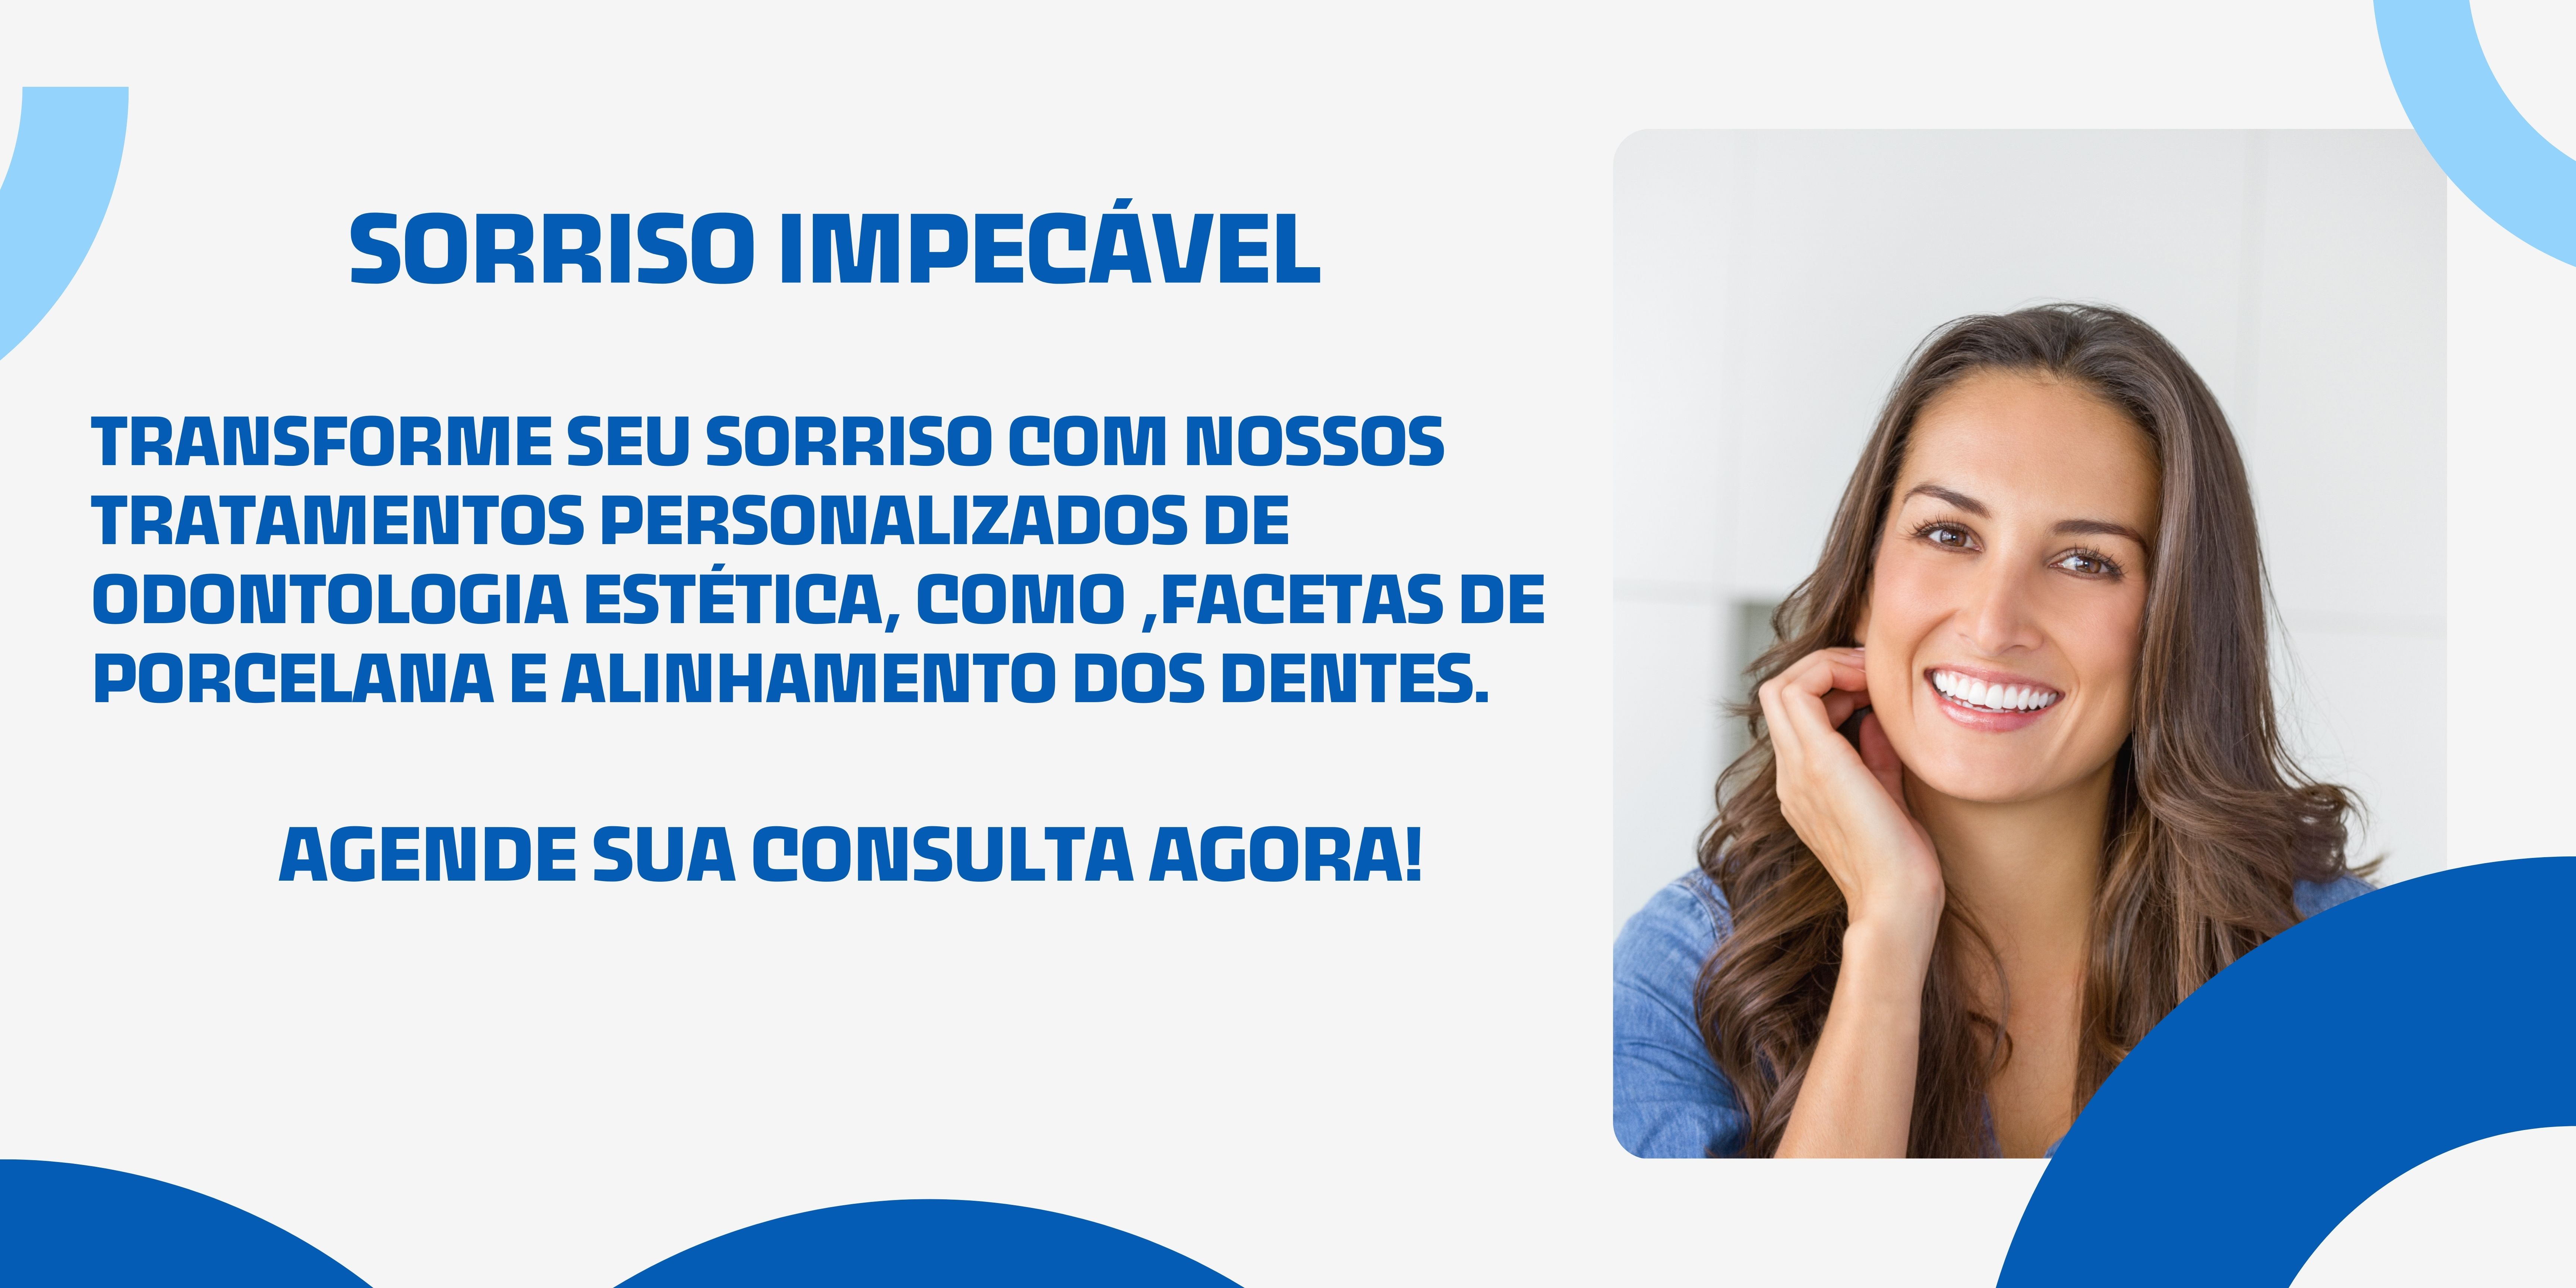 SORRISO IMPECÁVEL
TRANSFORME SEU SORRISO COM NOSSOS
TRATAMENTOS PERSONALIZADOS DE
ODONTOLOGIA ESTÉTICA, COMO ,FACETAS DE
PORCELANA E ALINHAMENTO DOS DENTES.
AGENDE SUA CONSULTA AGORA!